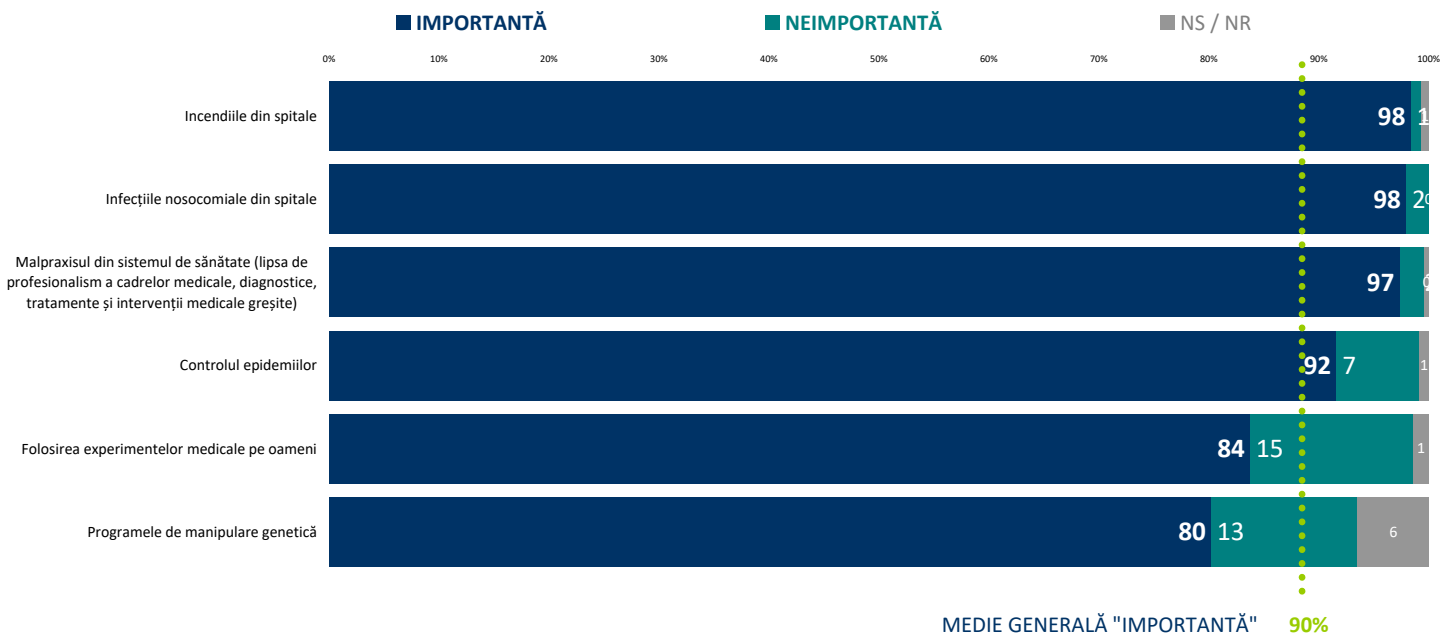 IMPORTANTĂ NEIMPORTANTĂ NS / NR
0% 10% 20% 30% 40% 50% 60% 70% 80% 90% 100%
Incendiile din spitale 98 1
Infecțiile nosocomiale din spitale 98 2 0
Malpraxisul din sistemul de sănătate (lipsa de
profesionalism a cadrelor medicale, diagnostice,
tratamente și intervenții medicale greșite)
97
Controlul epidemiilor 92 7 1
Folosirea experimentelor medicale pe oameni 84 15 1
Programele de manipulare genetică 80 13 6
MEDIE GENERALĂ "IMPORTANTĂ" 90%